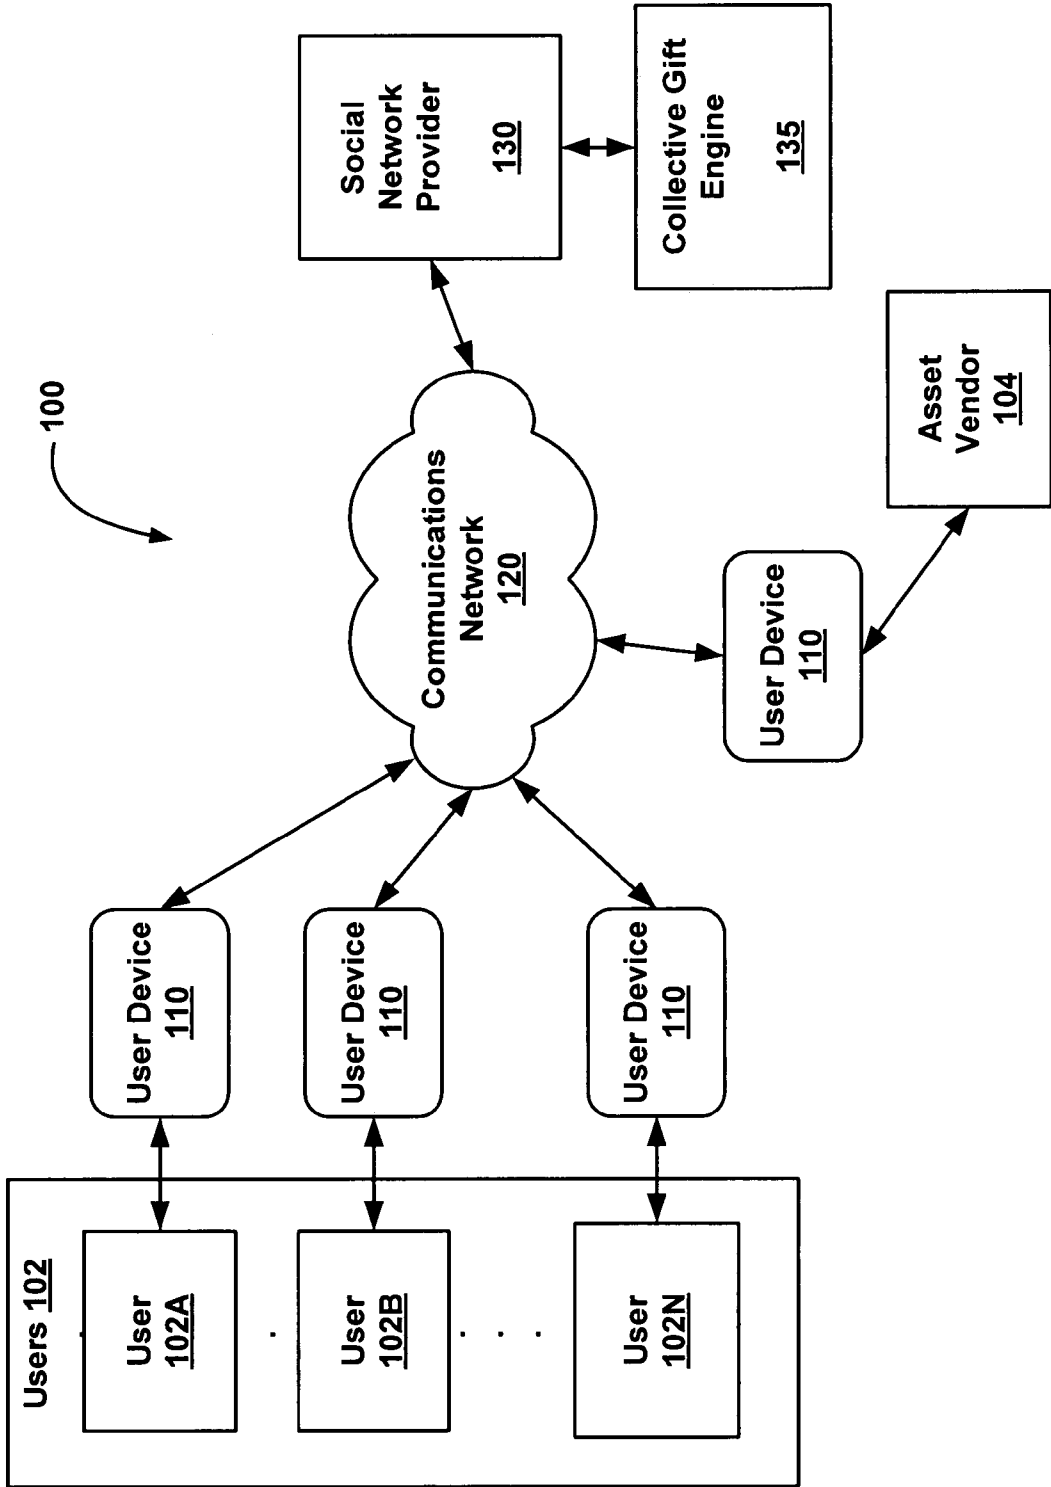 100
Users 102
User
102A
User
102B
User
102N
User Device
110
User Device
110
User Device
110
Communications
Network
120
Social
Network
Provider
130
Collective Gift
Engine
135
User Device
110
Asset
Vendor
104